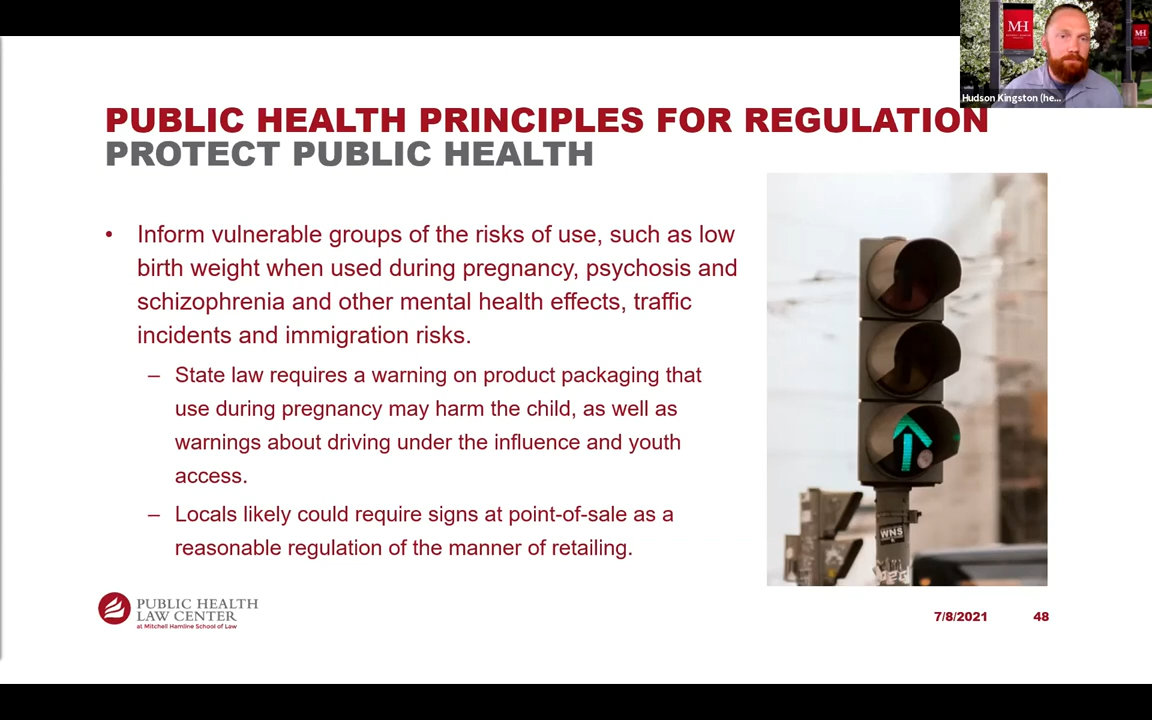 MH
MH
Hudson Kingston (he...
PUBLIC HEALTH PRINCIPLES FOR REGULATION
PROTECT PUBLIC HEALTH
• Inform vulnerable groups of the risks of use, such as low
birth weight when used during pregnancy, psychosis and
schizophrenia and other mental health effects, traffic
incidents and immigration risks.
– State law requires a warning on product packaging that
use during pregnancy may harm the child, as well as
warnings about driving under the influence and youth
access.
– Locals likely could require signs at point-of-sale as a
reasonable regulation of the manner of retailing.
WNS
PUBLIC HEALTH
LAW CENTER
at Mitchell Hamline School of Law
7/8/2021
48